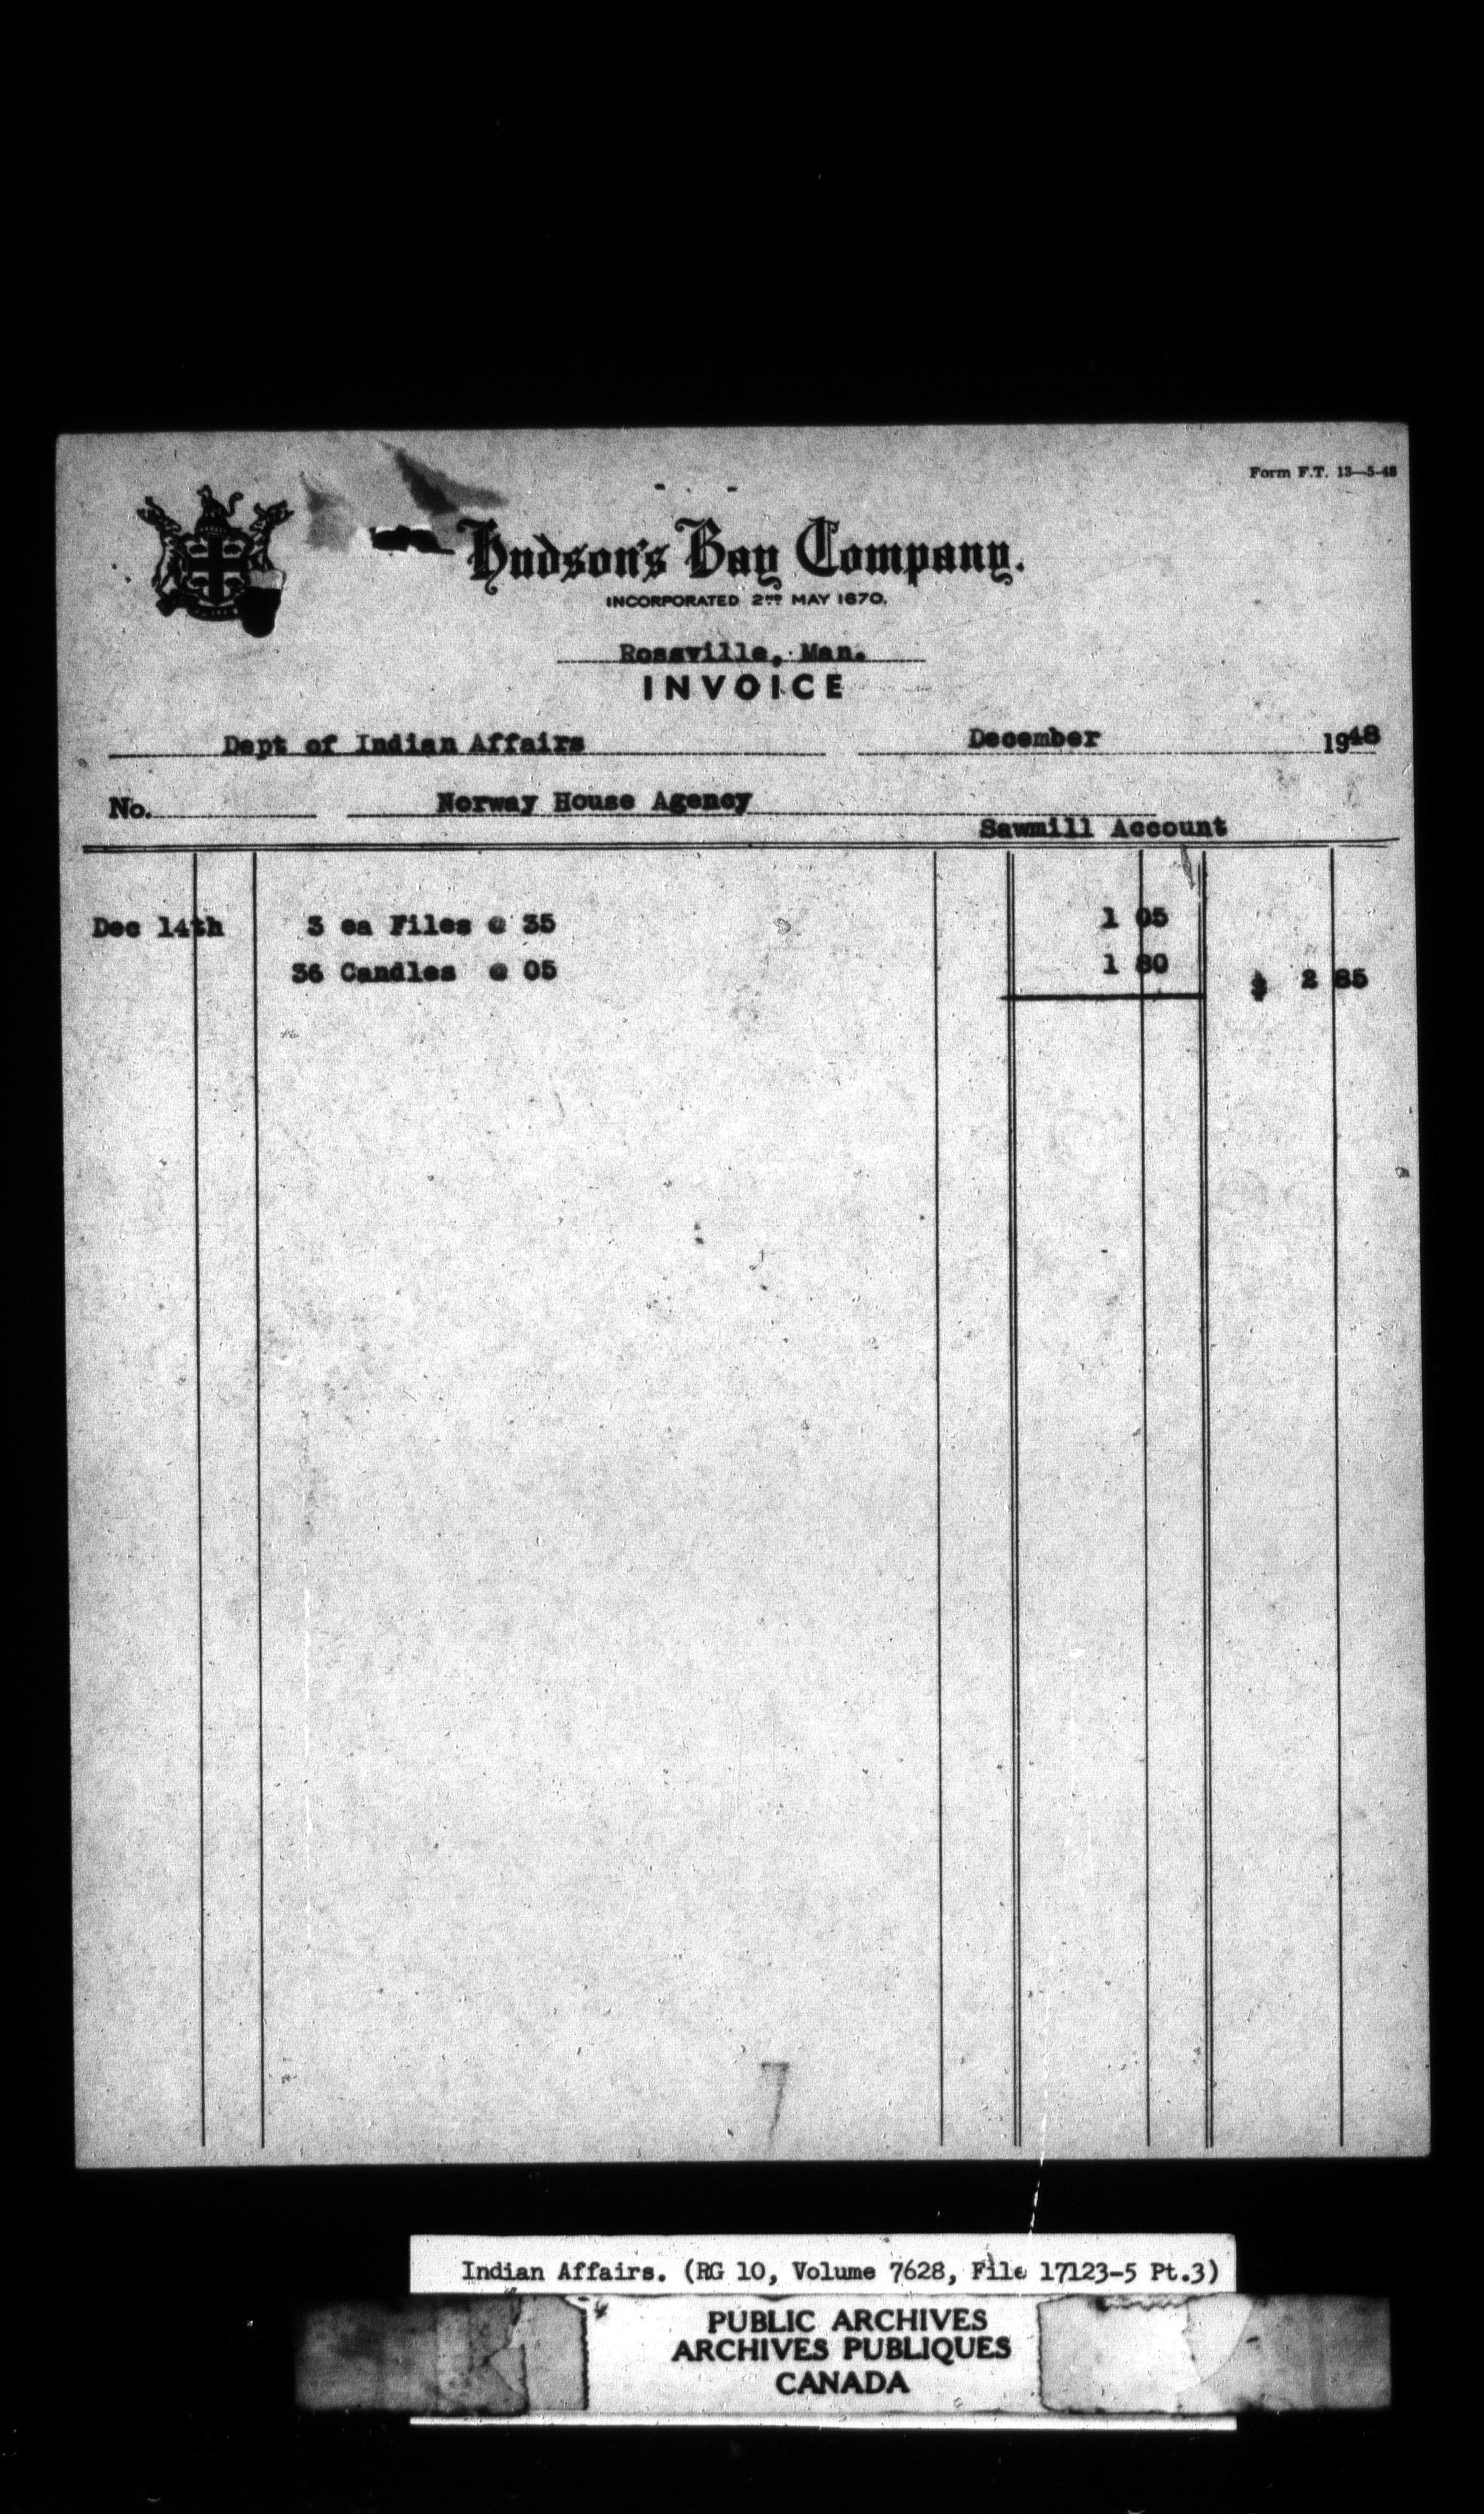 Form F.T. 13—5-48
Hudson's Bay Company.
INCORPORATED 2ND MAY 1670.
Rossville, Man.
INVOICE
Dept of Indian Affairs December 1948
No. Norway House Agency
Sawmill Account
Dec 14th 3 ea Files @ 35 1 05
36 Candles @ 05 1 80 $ 2 85
7
Indian Affairs. (RG 10, Volume 7628, File 17123-5 Pt.3)
PUBLIC ARCHIVES
ARCHIVES PUBLIQUES
CANADA